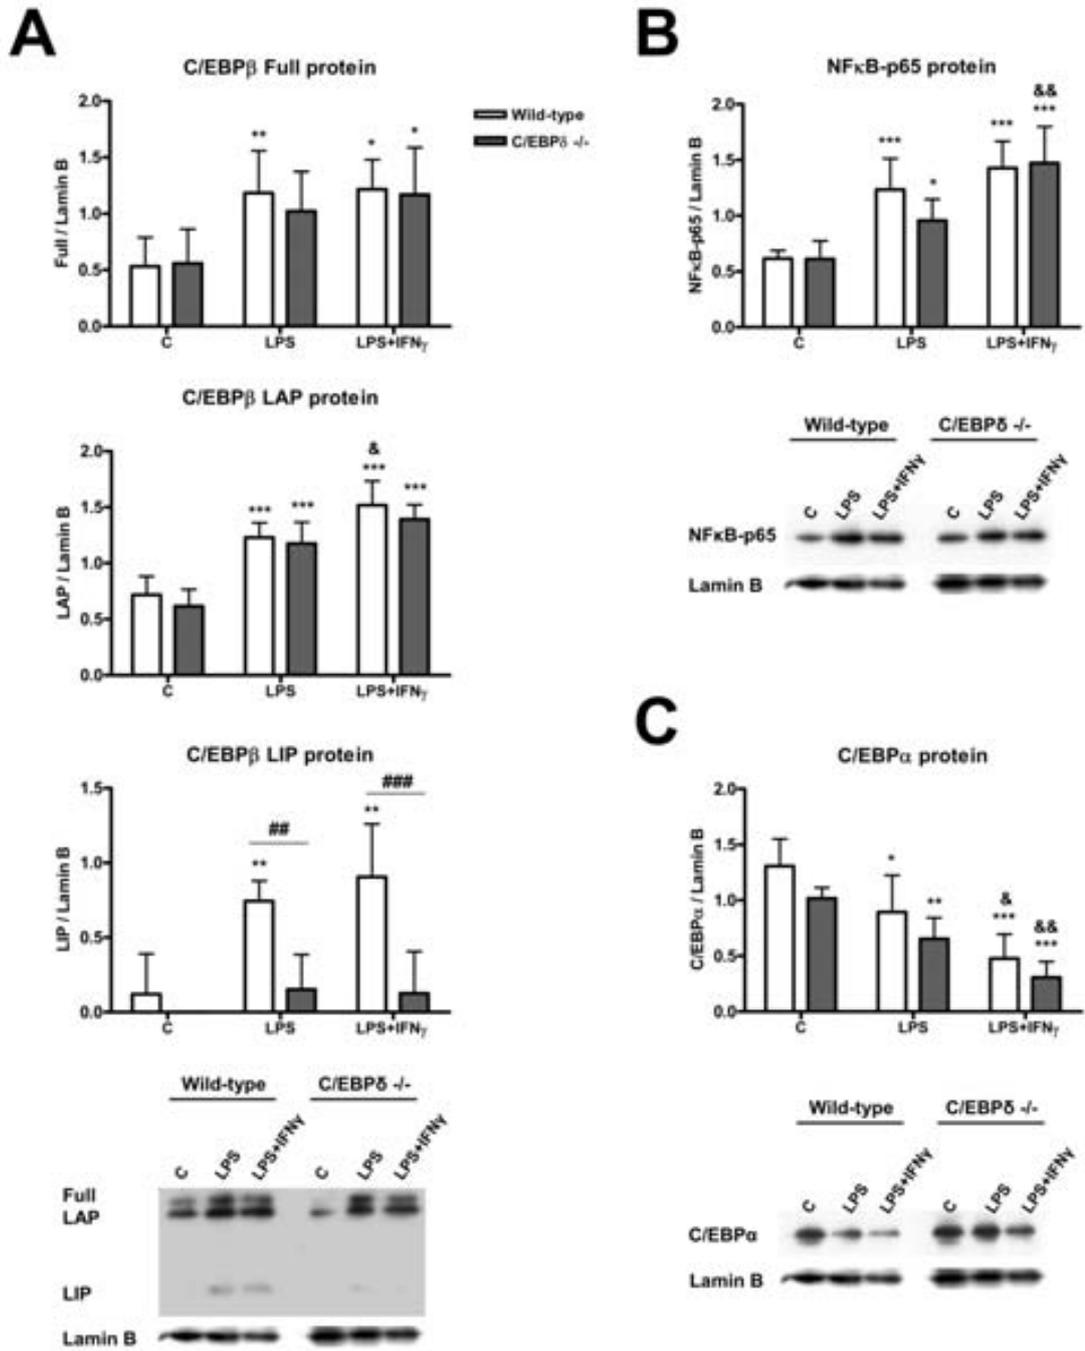 A
C/EBPβ Full protein
Wild-type
C/EBPδ -/-
Full / Lamin B
2.0
1.5
1.0
0.5
0.0
** * *
C LPS LPS+IFNγ
C/EBPβ LAP protein
LAP / Lamin B
2.0
1.5
1.0
0.5
0.0
&
*** *** *** ***
C LPS LPS+IFNγ
C/EBPβ LIP protein
LIP / Lamin B
1.5
1.0
0.5
0.0
## ###
** **
C LPS LPS+IFNγ
Wild-type C/EBPδ -/-
C LPS LPS+IFNγ C LPS LPS+IFNγ
Full
LAP
LIP
Lamin B
B
NFκB-p65 protein
NFκB-p65 / Lamin B
2.0
1.5
1.0
0.5
0.0
&&
*** * *** ***
C LPS LPS+IFNγ
Wild-type C/EBPδ -/-
C LPS LPS+IFNγ C LPS LPS+IFNγ
NFκB-p65
Lamin B
C
C/EBPα protein
C/EBPα / Lamin B
2.0
1.5
1.0
0.5
0.0
& &&
* ** *** ***
C LPS LPS+IFNγ
Wild-type C/EBPδ -/-
C LPS LPS+IFNγ C LPS LPS+IFNγ
C/EBPα
Lamin B